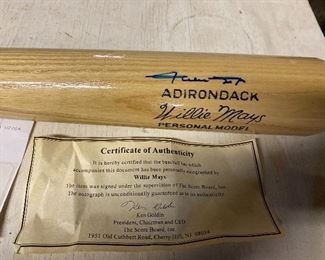 ADIRONDACK
Willie Mays
PERSONAL MODEL
Certificate of Authenticity
It is hereby certified that the baseball bat which
accompanies this document has been personally autographed by
Willie Mays
The item was signed under the supervision of The Score Board, Inc.
The autograph is unconditionally guaranteed as to its authenticity.
Ken Goldin
Ken Goldin
President, Chairman and CEO
The Score Board, Inc.
1951 Old Cuthbert Road, Cherry Hill, NJ 08034